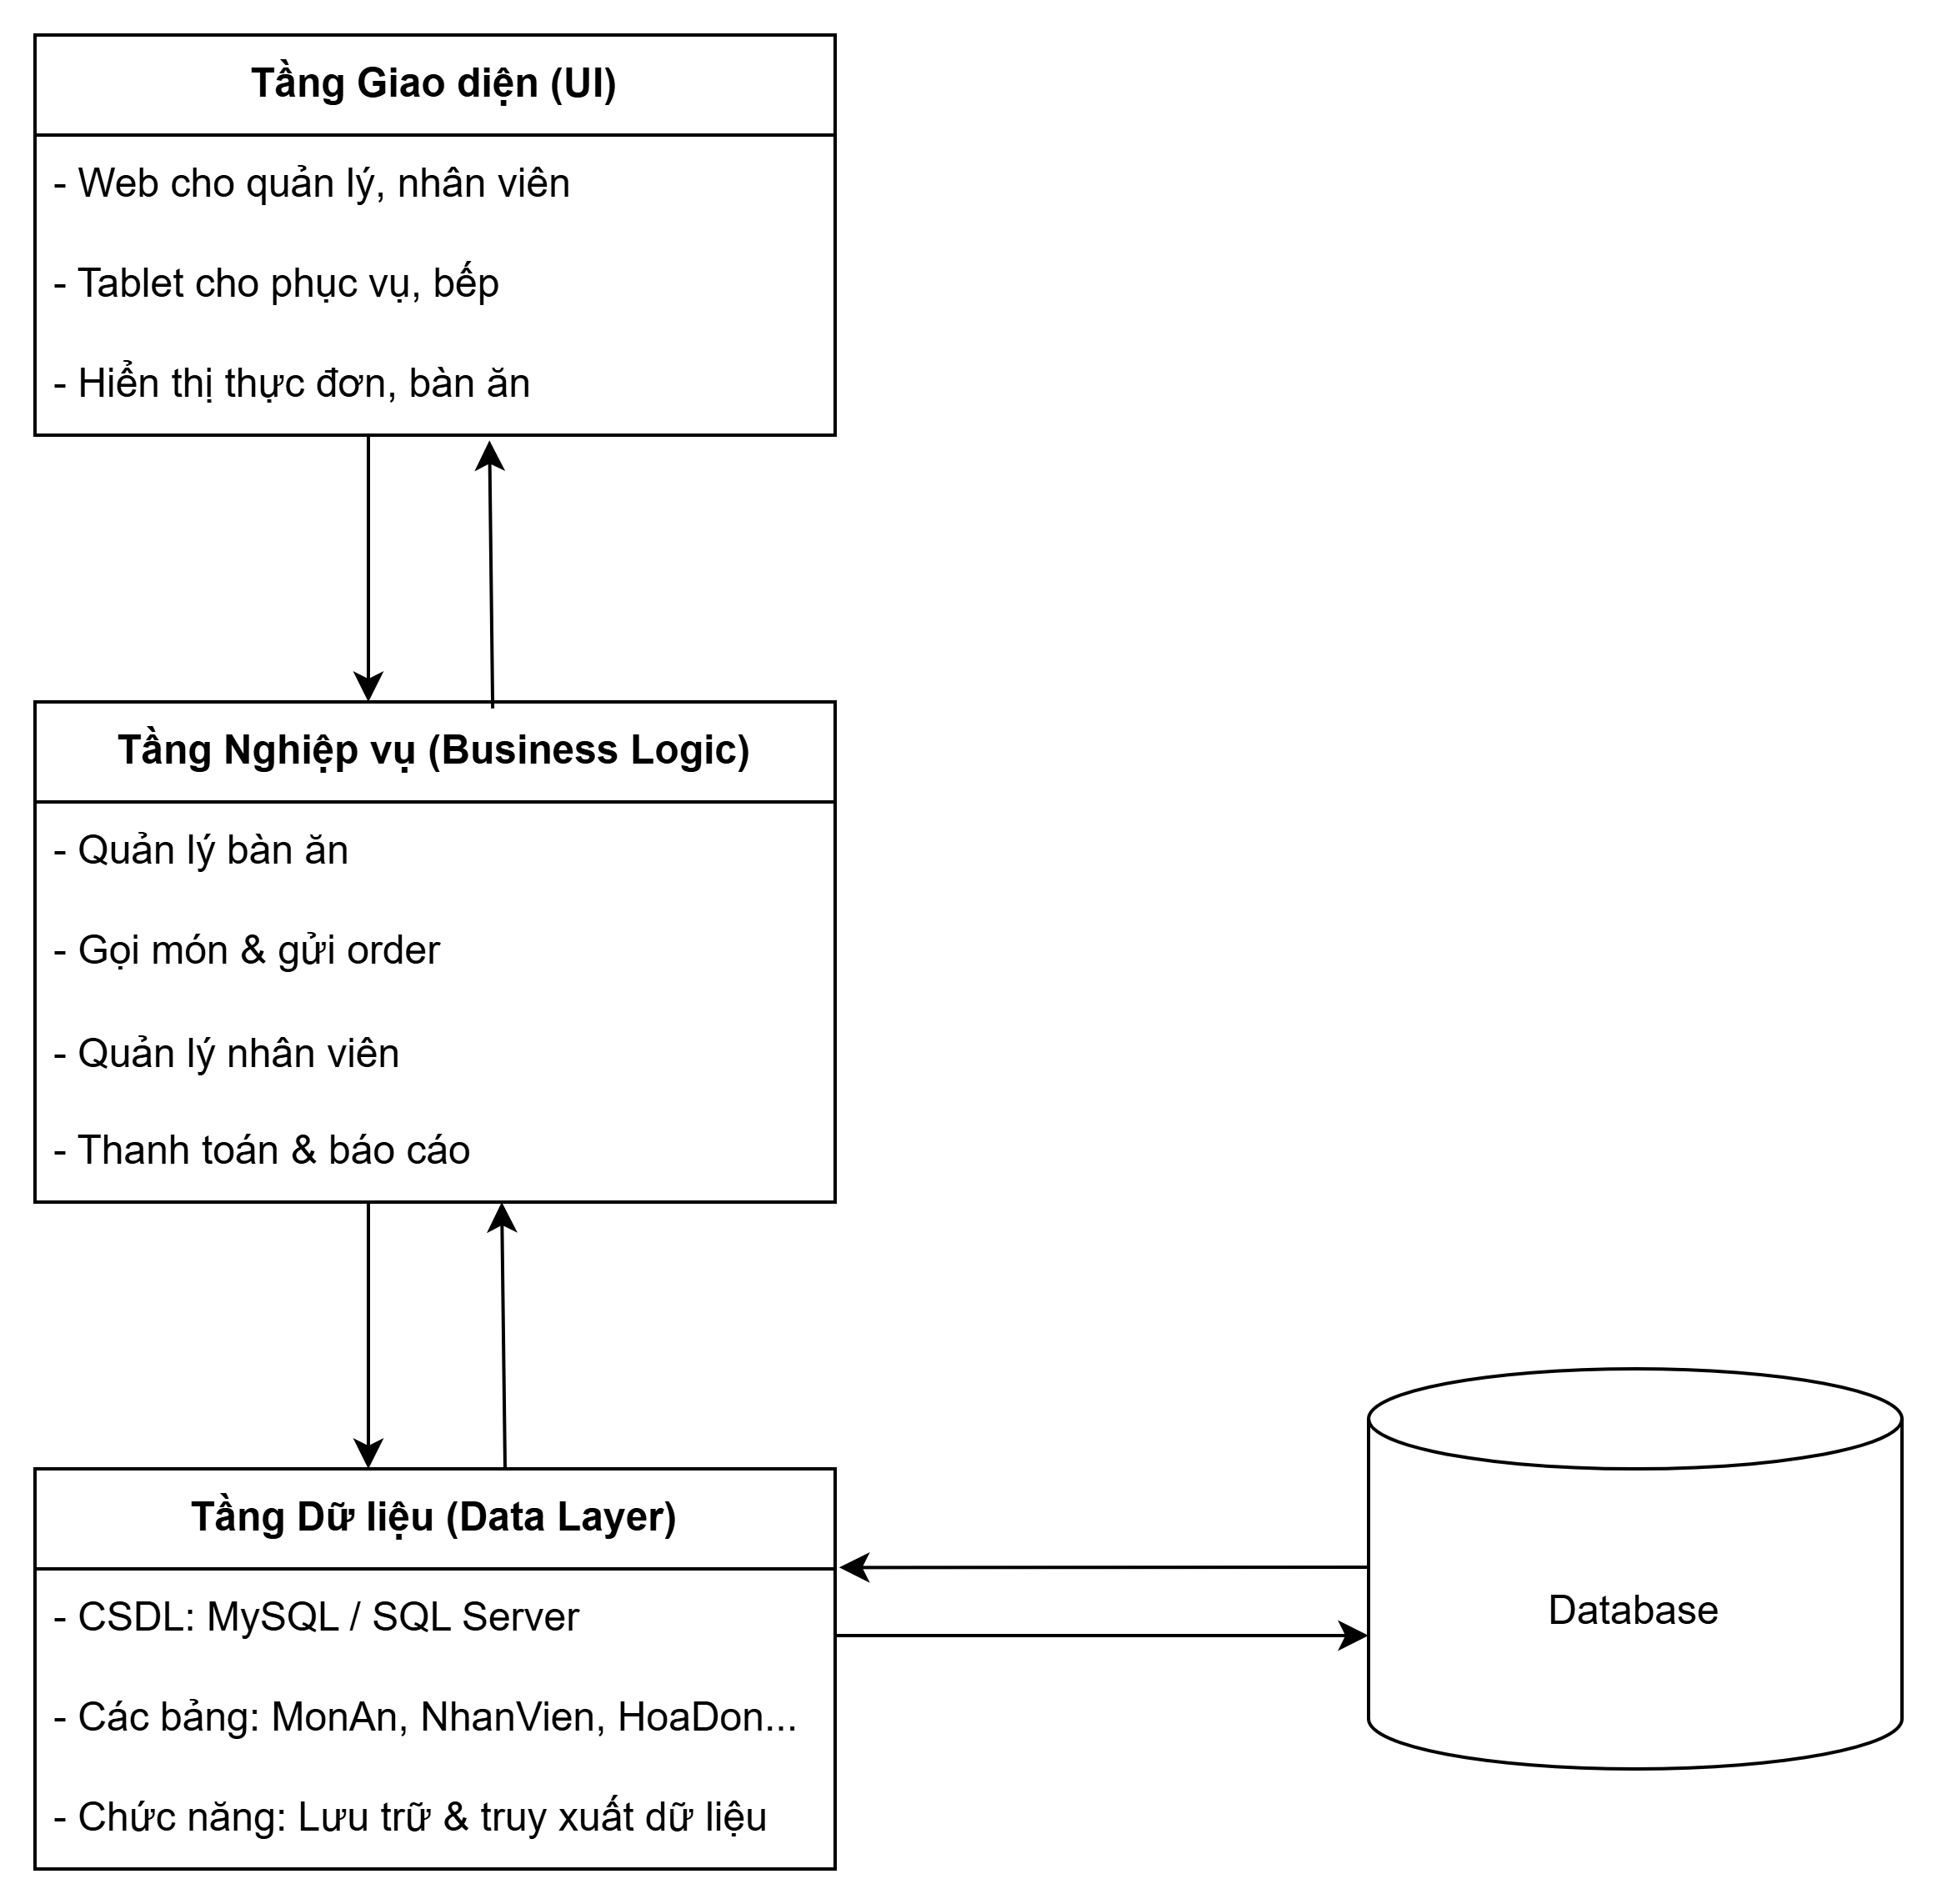 Tầng Giao diện (UI)
- Web cho quản lý, nhân viên
- Tablet cho phục vụ, bếp
- Hiển thị thực đơn, bàn ăn
Tầng Nghiệp vụ (Business Logic)
- Quản lý bàn ăn
- Gọi món & gửi order
- Quản lý nhân viên
- Thanh toán & báo cáo
Tầng Dữ liệu (Data Layer)
- CSDL: MySQL / SQL Server
- Các bảng: MonAn, NhanVien, HoaDon...
- Chức năng: Lưu trữ & truy xuất dữ liệu
Database